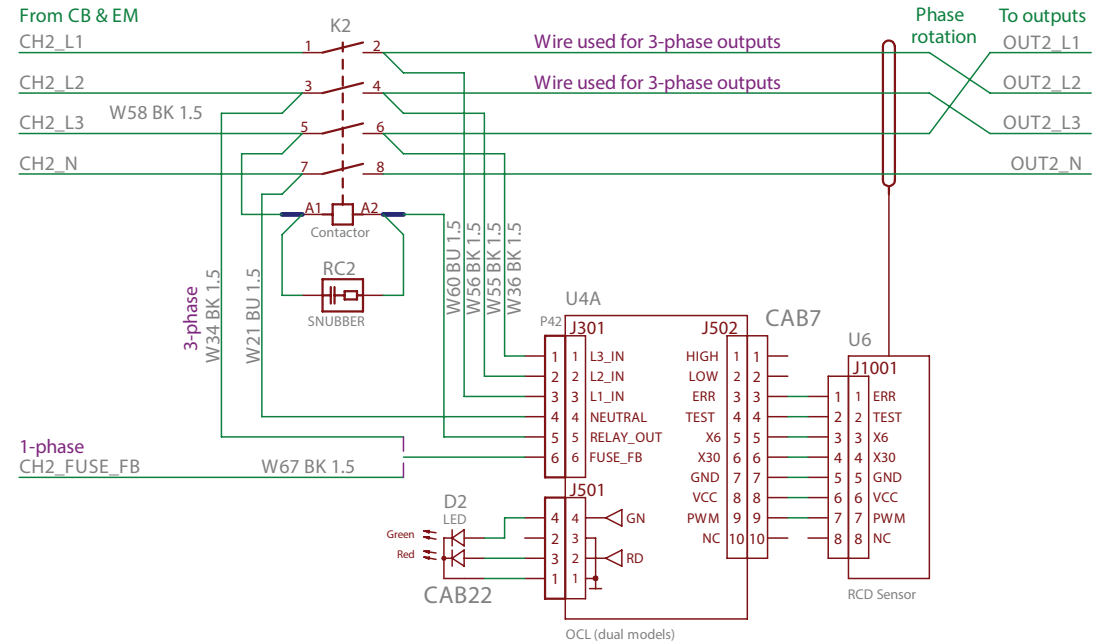 From CB & EM
K2
Phase rotation
To outputs
CH2_L1
1
2
Wire used for 3-phase outputs
OUT2_L1
CH2_L2
3
4
Wire used for 3-phase outputs
OUT2_L2
W58 BK 1.5
CH2_L3
5
6
OUT2_L3
CH2_N
7
8
OUT2_N
A1
A2
Contactor
RC2
SNUBBER
3-phase
W34 BK 1.5
W21 BU 1.5
W60 BU 1.5
W56 BK 1.5
W55 BK 1.5
W36 BK 1.5
U4A
P42
J301
J502
CAB7
U6
J1001
1 1 L3_IN
2 2 L2_IN
3 3 L1_IN
4 4 NEUTRAL
5 5 RELAY_OUT
6 6 FUSE_FB
HIGH 1 1
LOW 2 2
ERR 3 3
TEST 4 4
X6 5 5
X30 6 6
GND 7 7
VCC 8 8
PWM 9 9
NC 10 10
1 1 ERR
2 2 TEST
3 3 X6
4 4 X30
5 5 GND
6 6 VCC
7 7 PWM
8 8 NC
RCD Sensor
1-phase
CH2_FUSE_FB
W67 BK 1.5
J501
4 4 GN
2 3
3 2 RD
1 1
D2
LED
Green
Red
CAB22
OCL (dual models)